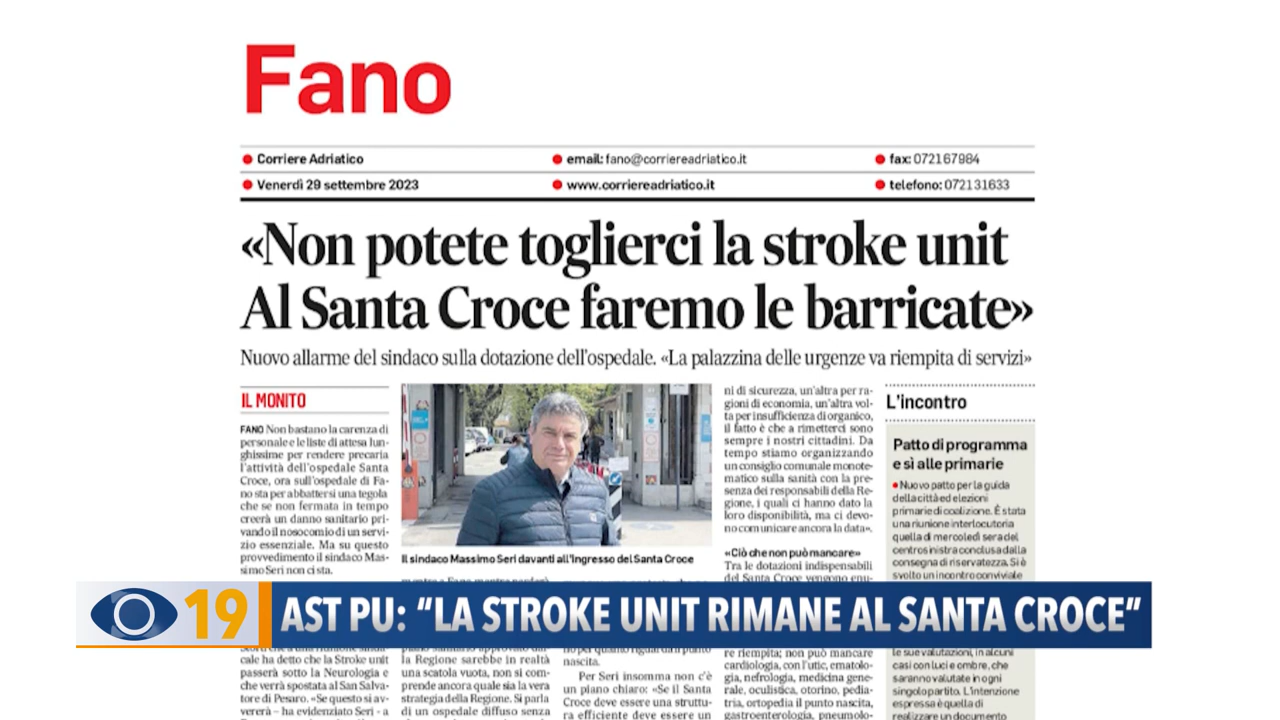 Fano
Corriere Adriatico
email: fano@corriereadriatico.it
fax: 072167984
Venerdì 29 settembre 2023
www.corriereadriatico.it
telefono: 072131633
«Non potete toglierci la stroke unit
Al Santa Croce faremo le barricate»
Nuovo allarme del sindaco sulla dotazione dell'ospedale. «La palazzina delle urgenze va riempita di servizi»
IL MONITO
FANO Non bastano la carenza di
personale e le liste di attesa lun-
ghissime per rendere precaria
l'attività dell'ospedale Santa
Croce, ora sull'ospedale di Fa-
no sta per abbattersi una tegola
che se non fermata in tempo
creerà un danno sanitario pri-
vando il nosocomio di un servi-
zio essenziale. Ma su questo
provvedimento il sindaco Mas-
simo Seri non ci sta.
cale ha detto che la Stroke unit
passerà sotto la Neurologia e
che verrà spostata al San Salva-
tore di Pesaro. «Se questo si av-
vererà - ha evidenziato Seri - a
Il sindaco Massimo Seri davanti all'ingresso del Santa Croce
la Regione sarebbe in realtà
una scatola vuota, non si com-
prende ancora quale sia la vera
strategia della Regione. Si parla
di un ospedale diffuso senza
nascita.
Per Seri insomma non c'è
un piano chiaro: «Se il Santa
Croce deve essere una struttu-
ra efficiente deve essere un
ni di sicurezza, un'altra per ra-
gioni di economia, un'altra vol-
ta per insufficienza di organico,
il fatto è che a rimetterci sono
sempre i nostri cittadini. Da
tempo stiamo organizzando
un consiglio comunale monote-
matico sulla sanità con la pre-
senza dei responsabili della Re-
gione, i quali ci hanno dato la
loro disponibilità, ma ci devo-
no comunicare ancora la data».
«Ciò che non può mancare»
Tra le dotazioni indispensabili
del Santa Croce vengono enu-
re riempita; non può mancare
cardiologia, con l'utic, ematolo-
gia, nefrologia, medicina gene-
rale, oculistica, otorino, pedia-
tria, ortopedia il punto nascita,
gastroenterologia, pneumolo-
L'incontro
Patto di programma
e sì alle primarie
Nuovo patto per la guida
della città ed elezioni
primarie di coalizione. È stata
una riunione interlocutoria
quella di mercoledì sera del
centrosinistra conclusa dalla
consegna di riservatezza. Si è
svolto un incontro conviviale
le sue valutazioni, in alcuni
casi con luci e ombre, che
saranno valutate in ogni
singolo partito. L'intenzione
espressa è quella di
realizzare un documento
19
AST PU: “LA STROKE UNIT RIMANE AL SANTA CROCE”